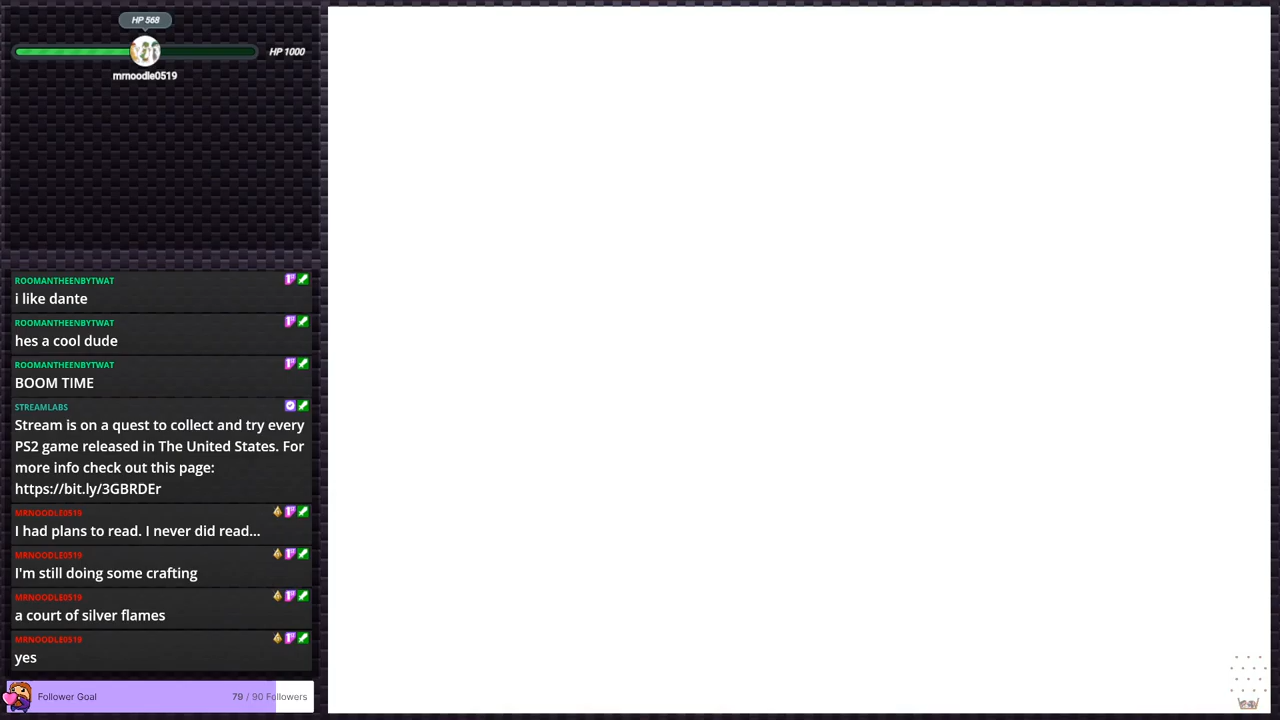 HP 568
HP 1000
mrnoodle0519
ROOMANTHEENBYTWAT
i like dante
ROOMANTHEENBYTWAT
hes a cool dude
ROOMANTHEENBYTWAT
BOOM TIME
STREAMLABS
Stream is on a quest to collect and try every
PS2 game released in The United States. For
more info check out this page:
https://bit.ly/3GBRDEr
MRNOODLE0519
I had plans to read. I never did read...
MRNOODLE0519
I'm still doing some crafting
MRNOODLE0519
a court of silver flames
MRNOODLE0519
yes
Follower Goal
79 / 90 Followers